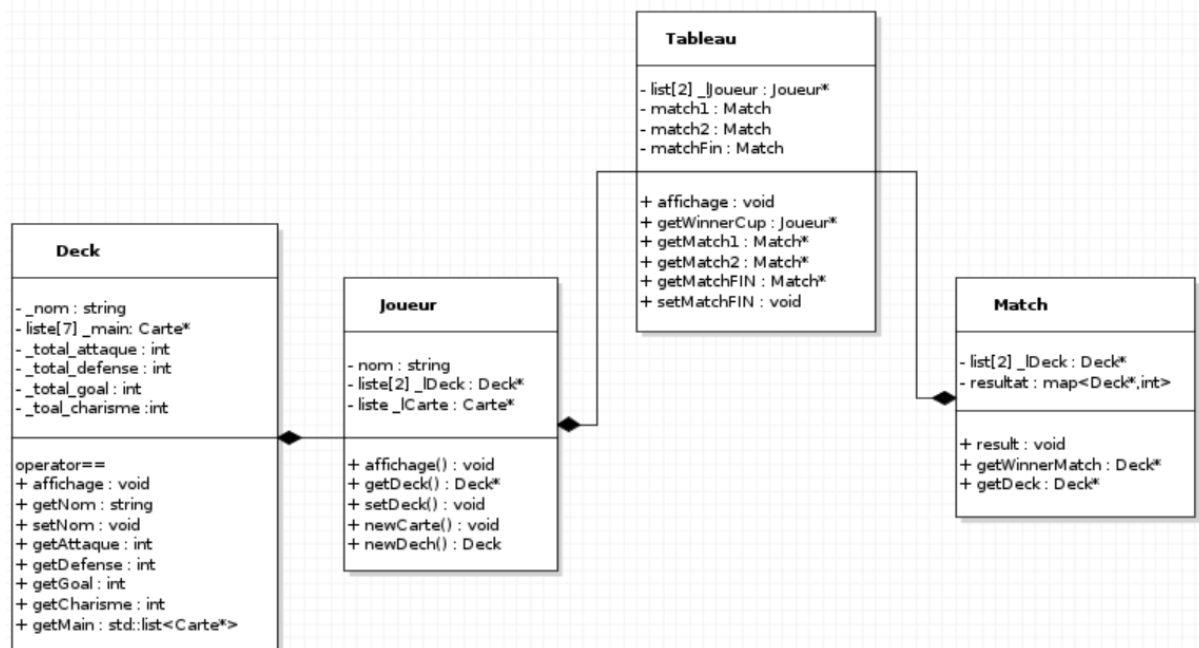 Tableau
- list[2] _lJoueur : Joueur*
- match1 : Match
- match2 : Match
- matchFin : Match
+ affichage : void
+ getWinnerCup : Joueur*
+ getMatch1 : Match*
+ getMatch2 : Match*
+ getMatchFIN : Match*
+ setMatchFIN : void
Deck
- _nom : string
- liste[7] _main: Carte*
- _total_attaque : int
- _total_defense : int
- _total_goal : int
- _toal_charisme :int
operator==
+ affichage : void
+ getNom : string
+ setNom : void
+ getAttaque : int
+ getDefense : int
+ getGoal : int
+ getCharisme : int
+ getMain : std::list<Carte*>
Joueur
- nom : string
- liste[2] _lDeck : Deck*
- liste _lCarte : Carte*
+ affichage() : void
+ getDeck() : Deck*
+ setDeck() : void
+ newCarte() : void
+ newDech() : Deck
Match
- list[2] _lDeck : Deck*
- resultat : map<Deck*,int>
+ result : void
+ getWinnerMatch : Deck*
+ getDeck : Deck*